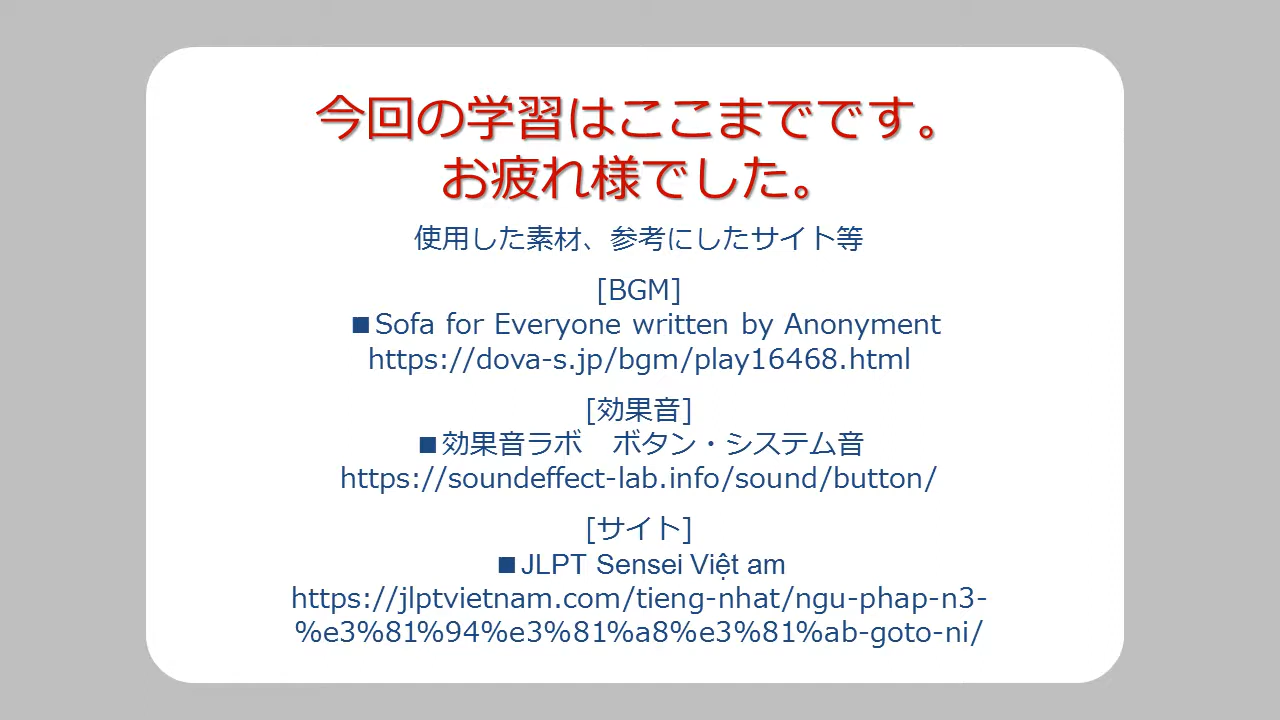 今回の学習はここまでです。
お疲れ様でした。
使用した素材、参考にしたサイト等
[BGM]
■Sofa for Everyone written by Anonyment
https://dova-s.jp/bgm/play16468.html
[効果音]
■効果音ラボ　ボタン・システム音
https://soundeffect-lab.info/sound/button/
[サイト]
■JLPT Sensei Việt am
https://jlptvietnam.com/tieng-nhat/ngu-phap-n3-
%e3%81%94%e3%81%a8%e3%81%ab-goto-ni/